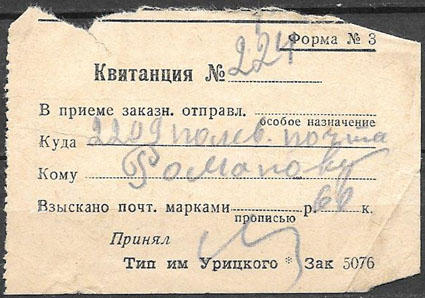 Форма № 3
Квитанция № 224
В приеме заказн. отправл.
особое назначение
Куда 2209 полев. почта
Кому Романову
Взыскано почт. марками р. 60 к.
прописью
Принял
Тип им Урицкого * Зак 5076